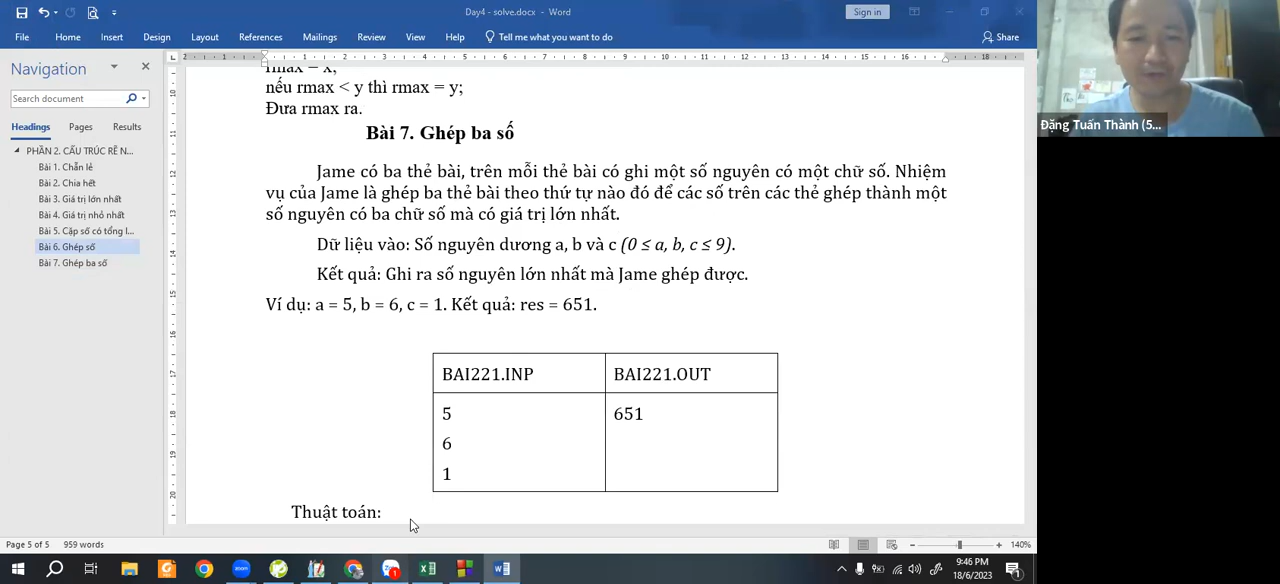 Day4 - solve.docx - Word
Sign in
File Home Insert Design Layout References Mailings Review View Help Tell me what you want to do Share
Navigation
Search document
Headings Pages Results
PHẦN 2. CẤU TRÚC RẼ N...
Bài 1. Chẵn lẻ
Bài 2. Chia hết
Bài 3. Giá trị lớn nhất
Bài 4. Giá trị nhỏ nhất
Bài 5. Cặp số có tổng l...
Bài 6. Ghép số
Bài 7. Ghép ba số
rmax = x;
nếu rmax < y thì rmax = y;
Đưa rmax ra.
Bài 7. Ghép ba số
Jame có ba thẻ bài, trên mỗi thẻ bài có ghi một số nguyên có một chữ số. Nhiệm
vụ của Jame là ghép ba thẻ bài theo thứ tự nào đó để các số trên các thẻ ghép thành một
số nguyên có ba chữ số mà có giá trị lớn nhất.
Dữ liệu vào: Số nguyên dương a, b và c (0 ≤ a, b, c ≤ 9).
Kết quả: Ghi ra số nguyên lớn nhất mà Jame ghép được.
Ví dụ: a = 5, b = 6, c = 1. Kết quả: res = 651.
BAI221.INP BAI221.OUT
5 651
6
1
Thuật toán:
Page 5 of 5 959 words
140%
9:46 PM
18/6/2023
Đặng Tuấn Thành (5...